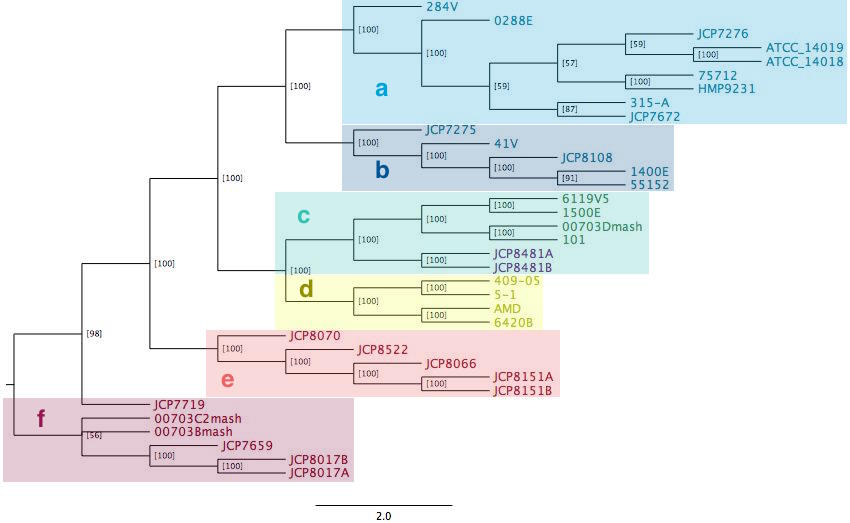 284V
0288E
[100]
JCP7276
[59]
ATCC_14019
[100]
[100]
ATCC_14018
[57]
75712
[100]
a
[100]
[59]
HMP9231
315-A
[87]
JCP7672
JCP7275
[100]
41V
[100]
JCP8108
b
[100]
1400E
[100]
[91]
55152
6119V5
[100]
c
1500E
[100]
00703Dmash
[100]
101
[100]
JCP8481A
[100]
[100]
[100]
JCP8481B
409-05
[100]
d
5-1
[100]
AMD
[100]
6420B
[98]
JCP8070
[100]
JCP8522
[100]
JCP8066
e
[100]
JCP8151A
[100]
JCP8151B
JCP7719
f
00703C2mash
00703Bmash
[56]
JCP7659
[100]
JCP8017B
[100]
JCP8017A
2.0